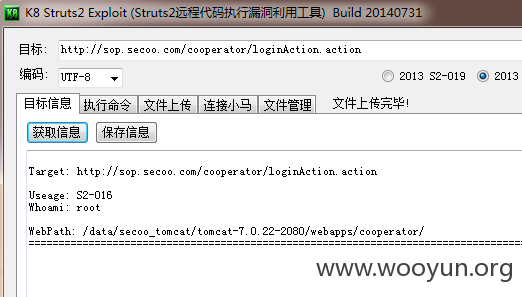 K8 Struts2 Exploit (Struts2远程代码执行漏洞利用工具) Build 20140731
目标: http://sop.secoo.com/cooperator/loginAction.action
编码: UTF-8 2013 S2-019 2013
目标信息 执行命令 文件上传 连接小马 文件管理 文件上传完毕!
获取信息 保存信息
Target: http://sop.secoo.com/cooperator/loginAction.action
Useage: S2-016
Whoami: root
WebPath: /data/secoo_tomcat/tomcat-7.0.22-2080/webapps/cooperator/
================================================================================
www.wooyun.org